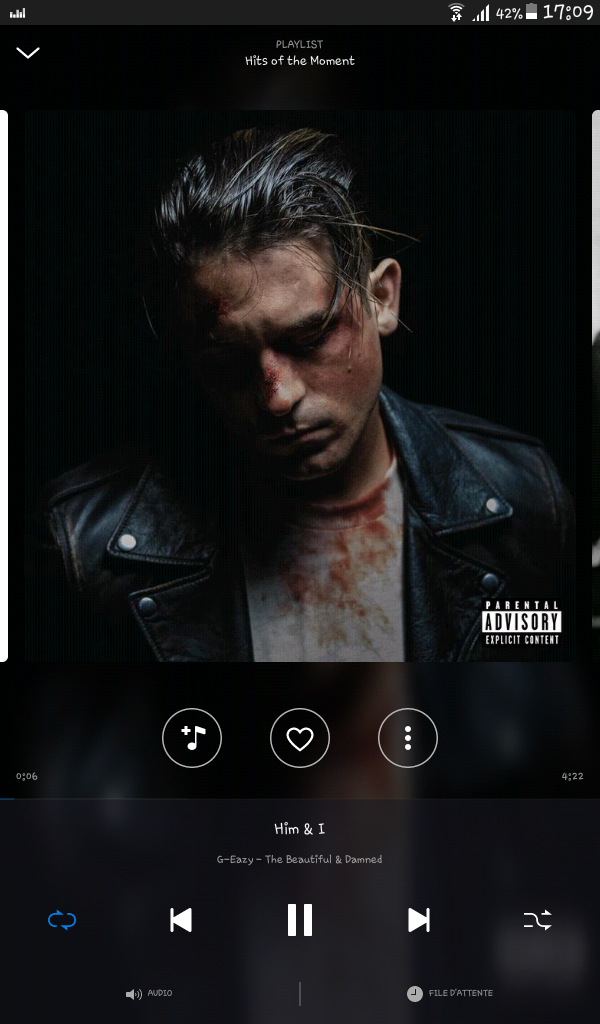 42% 17:09
PLAYLIST
Hits of the Moment
PARENTAL
ADVISORY
EXPLICIT CONTENT
0:06
4:22
Him & I
G-Eazy - The Beautiful & Damned
AUDIO
FILE D'ATTENTE